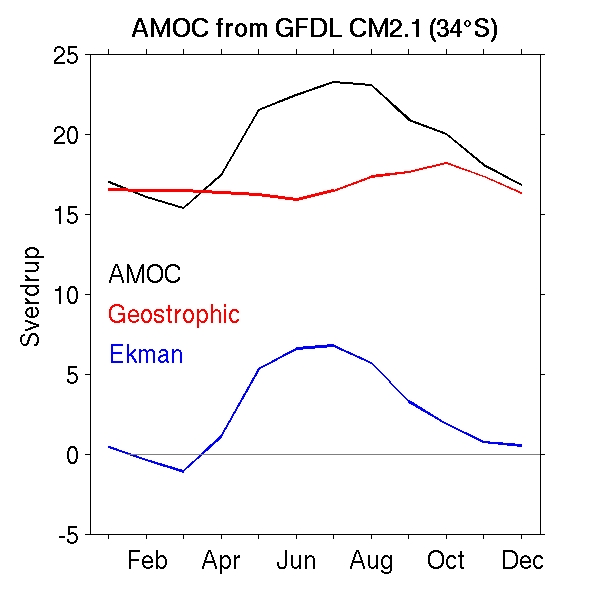 AMOC from GFDL CM2.1 (34°S)
25
20
15
10
5
0
-5
Sverdrup
AMOC
Geostrophic
Ekman
Feb Apr Jun Aug Oct Dec